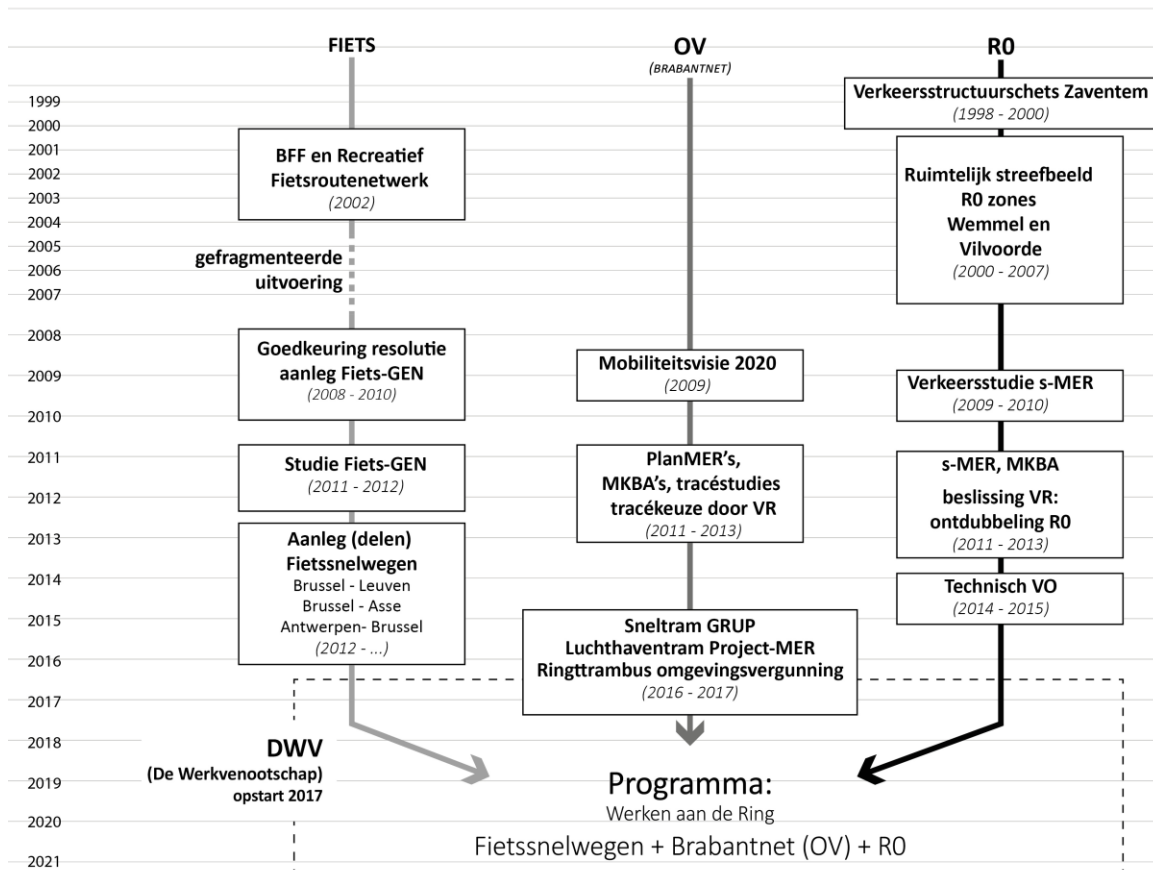 FIETS
OV
(BRABANTNET)
R0
1999
2000
2001
2002
2003
2004
2005
2006
2007
2008
2009
2010
2011
2012
2013
2014
2015
2016
2017
2018
2019
2020
2021
BFF en Recreatief
Fietsroutenetwerk
(2002)
gefragmenteerde
uitvoering
Goedkeuring resolutie
aanleg Fiets-GEN
(2008 - 2010)
Studie Fiets-GEN
(2011 - 2012)
Aanleg (delen)
Fietssnelwegen
Brussel - Leuven
Brussel - Asse
Antwerpen- Brussel
(2012 - ...)
Mobiliteitsvisie 2020
(2009)
PlanMER's,
MKBA's, tracéstudies
tracékeuze door VR
(2011 - 2013)
Sneltram GRUP
Luchthaventram Project-MER
Ringttrambus omgevingsvergunning
(2016 - 2017)
Verkeersstructuurschets Zaventem
(1998 - 2000)
Ruimtelijk streefbeeld
R0 zones
Wemmel en
Vilvoorde
(2000 - 2007)
Verkeersstudie s-MER
(2009 - 2010)
s-MER, MKBA
beslissing VR:
ontdubbeling R0
(2011 - 2013)
Technisch VO
(2014 - 2015)
DWV
(De Werkvenootschap)
opstart 2017
Programma:
Werken aan de Ring
Fietssnelwegen + Brabantnet (OV) + R0